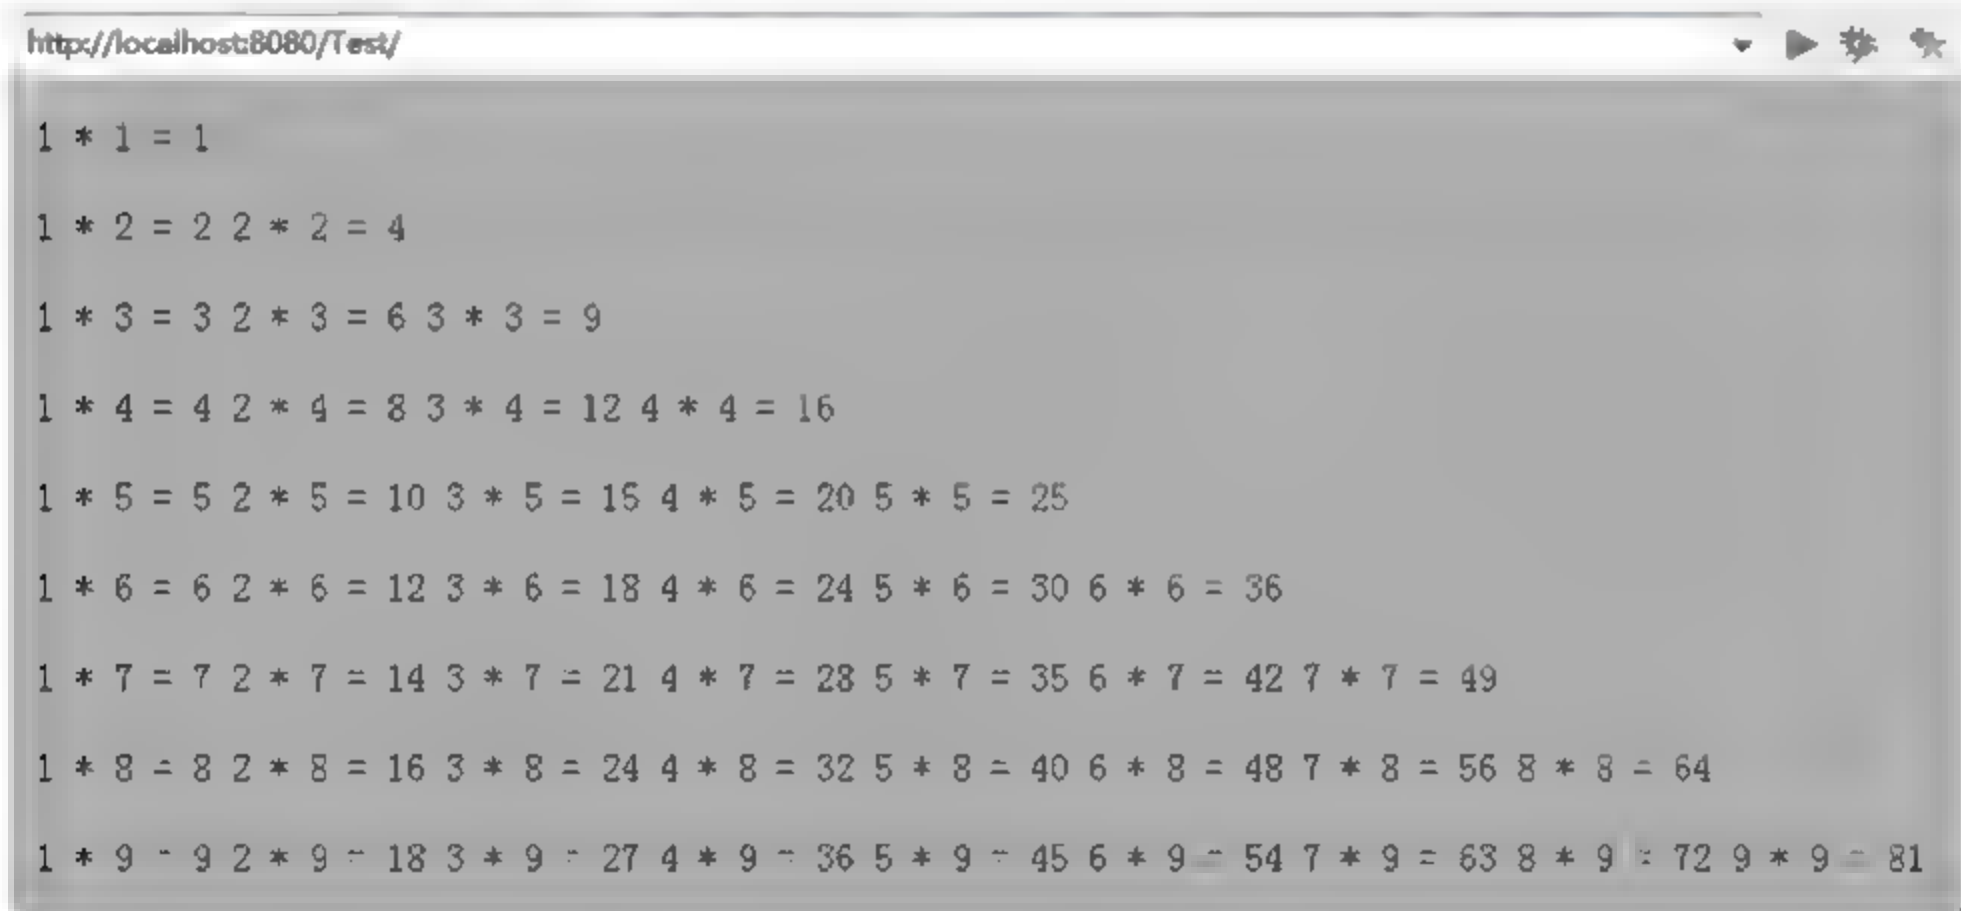 http://localhost:8080/Test/
1 * 1 = 1
1 * 2 = 2 2 * 2 = 4
1 * 3 = 3 2 * 3 = 6 3 * 3 = 9
1 * 4 = 4 2 * 4 = 8 3 * 4 = 12 4 * 4 = 16
1 * 5 = 5 2 * 5 = 10 3 * 5 = 15 4 * 5 = 20 5 * 5 = 25
1 * 6 = 6 2 * 6 = 12 3 * 6 = 18 4 * 6 = 24 5 * 6 = 30 6 * 6 = 36
1 * 7 = 7 2 * 7 = 14 3 * 7 = 21 4 * 7 = 28 5 * 7 = 35 6 * 7 = 42 7 * 7 = 49
1 * 8 = 8 2 * 8 = 16 3 * 8 = 24 4 * 8 = 32 5 * 8 = 40 6 * 8 = 48 7 * 8 = 56 8 * 8 = 64
1 * 9 = 9 2 * 9 = 18 3 * 9 = 27 4 * 9 = 36 5 * 9 = 45 6 * 9 = 54 7 * 9 = 63 8 * 9 = 72 9 * 9 = 81